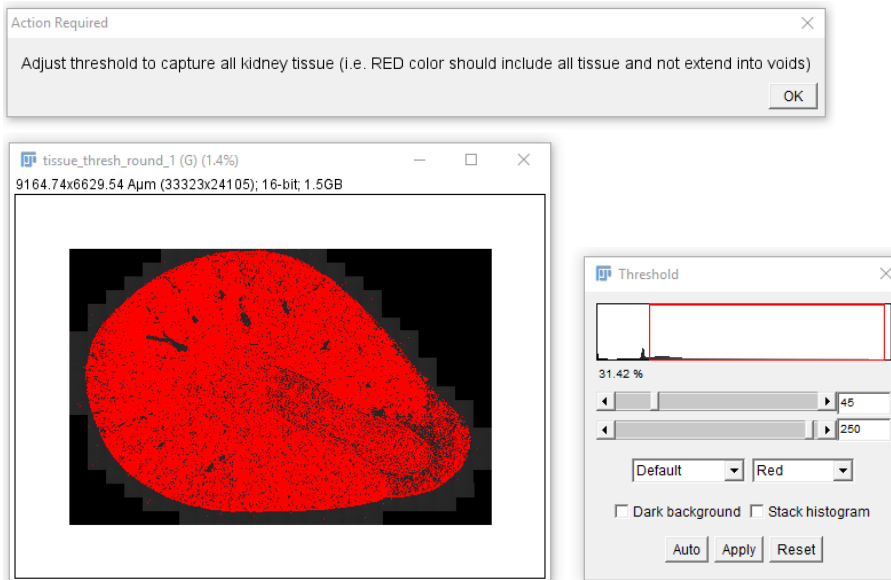 Action Required
Adjust threshold to capture all kidney tissue (i.e. RED color should include all tissue and not extend into voids)
OK
tissue_thresh_round_1 (G) (1.4%)
9164.74x6629.54 Aµm (33323x24105); 16-bit; 1.5GB
Threshold
31.42 %
45
250
Default
Red
Dark background
Stack histogram
Auto
Apply
Reset